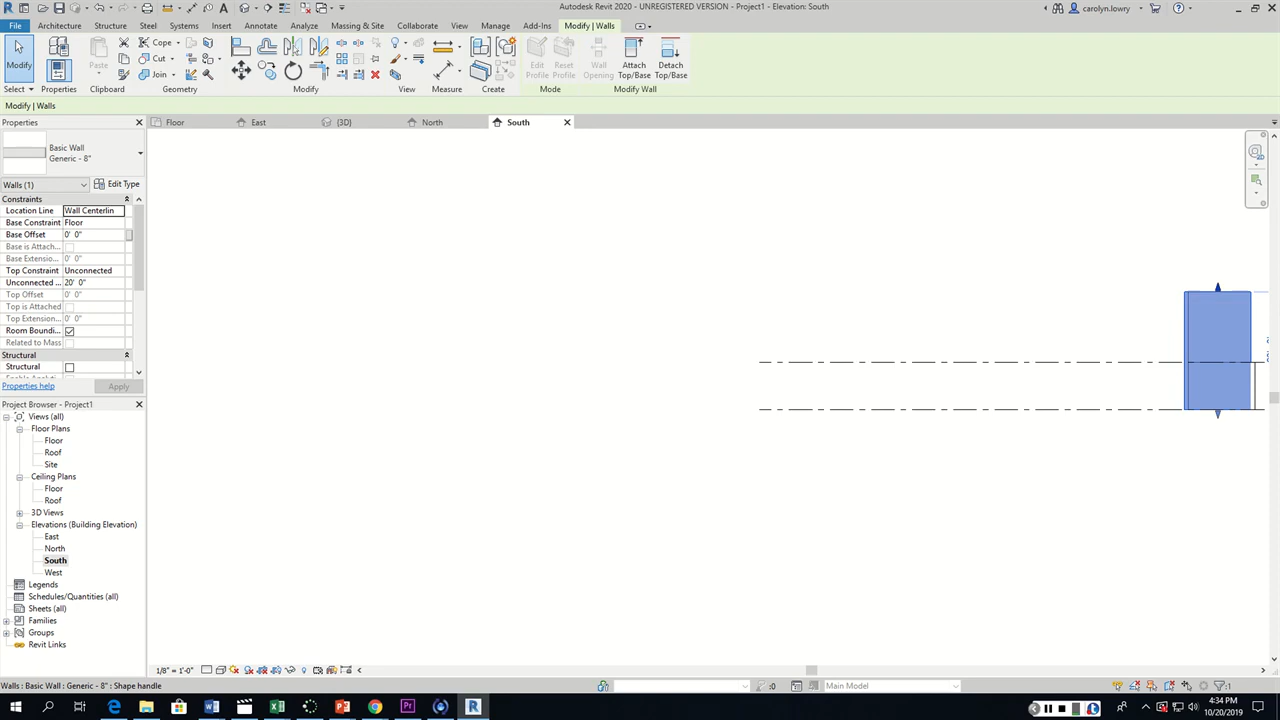 Autodesk Revit 2020 - UNREGISTERED VERSION - Project1 - Elevation: South
carolyn.lowry
File Architecture Structure Steel Systems Insert Annotate Analyze Massing & Site Collaborate View Manage Add-Ins Modify | Walls
Modify
Properties
Paste
Cope
Cut
Join
Edit Profile
Reset Profile
Wall Opening
Attach Top/Base
Detach Top/Base
Select Properties Clipboard Geometry Modify View Measure Create Mode Modify Wall
Modify | Walls
Properties
Floor East {3D} North South
Basic Wall
Generic - 8"
Walls (1) Edit Type
Constraints
Location Line Wall Centerlin
Base Constraint Floor
Base Offset 0' 0"
Base is Attach...
Base Extension... 0' 0"
Top Constraint Unconnected
Unconnected ... 20' 0"
Top Offset 0' 0"
Top is Attached
Top Extension... 0' 0"
Room Boundi...
Related to Mass
Structural
Structural
Properties help Apply
Project Browser - Project1
Views (all)
Floor Plans
Floor
Roof
Site
Ceiling Plans
Floor
Roof
3D Views
Elevations (Building Elevation)
East
North
South
West
Legends
Schedules/Quantities (all)
Sheets (all)
Families
Groups
Revit Links
1/8" = 1'-0"
Walls : Basic Wall : Generic - 8" : Shape handle
:0
Main Model
:1
4:34 PM
10/20/2019